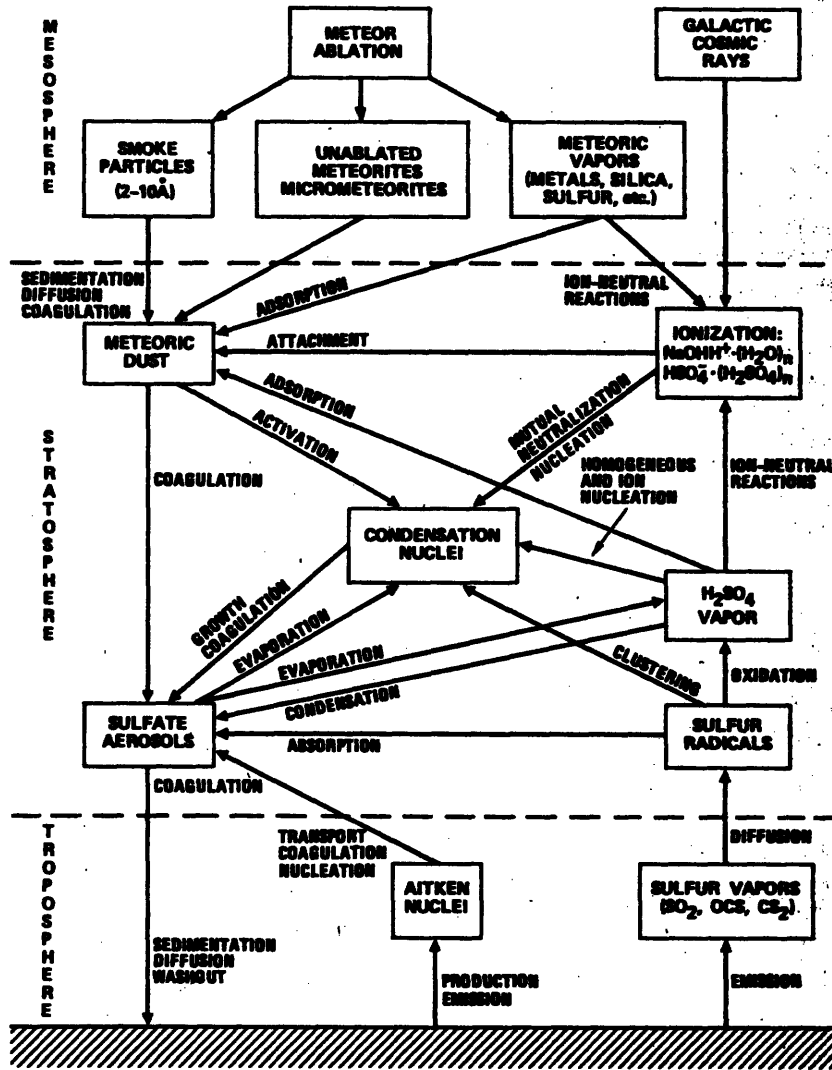 MESOSPHERE
METEOR
ABLATION
GALACTIC
COSMIC
RAYS
SMOKE
PARTICLES
(2-10Å)
UNABLATED
METEORITES
MICROMETEORITES
METEORIC
VAPORS
(METALS, SILICA,
SULFUR, etc.)
SEDIMENTATION
DIFFUSION
COAGULATION
ADSORPTION
ION-NEUTRAL
REACTIONS
STRATOSPHERE
METEORIC
DUST
ATTACHMENT
IONIZATION:
NaOHH⁺·(H₂O)ₙ
HSO₄⁻·(H₂SO₄)ₙ
ADSORPTION
ACTIVATION
MUTUAL
NEUTRALIZATION
NUCLEATION
COAGULATION
HOMOGENEOUS
AND ION
NUCLEATION
ION-NEUTRAL
REACTIONS
CONDENSATION
NUCLEI
H₂SO₄
VAPOR
GROWTH
COAGULATION
EVAPORATION
EVAPORATION
CONDENSATION
CLUSTERING
OXIDATION
SULFATE
AEROSOLS
ABSORPTION
SULFUR
RADICALS
COAGULATION
TROPOSPHERE
TRANSPORT
COAGULATION
NUCLEATION
DIFFUSION
AITKEN
NUCLEI
SULFUR VAPORS
(SO₂, OCS, CS₂)
SEDIMENTATION
DIFFUSION
WASHOUT
PRODUCTION
EMISSION
EMISSION